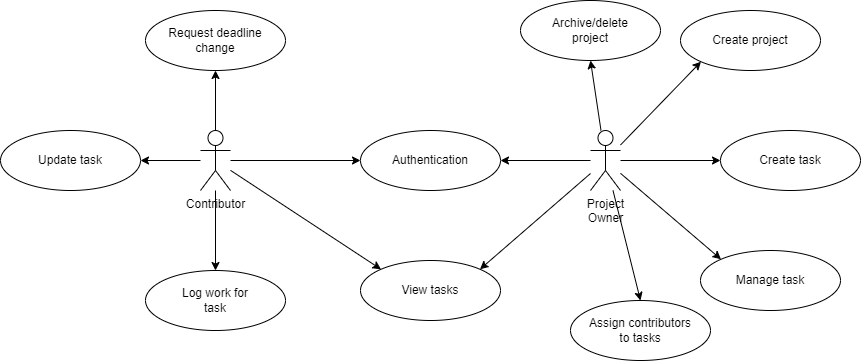 Request deadline
change
Archive/delete
project
Create project
Update task
Authentication
Create task
Contributor
Project
Owner
Log work for
task
View tasks
Manage task
Assign contributors
to tasks